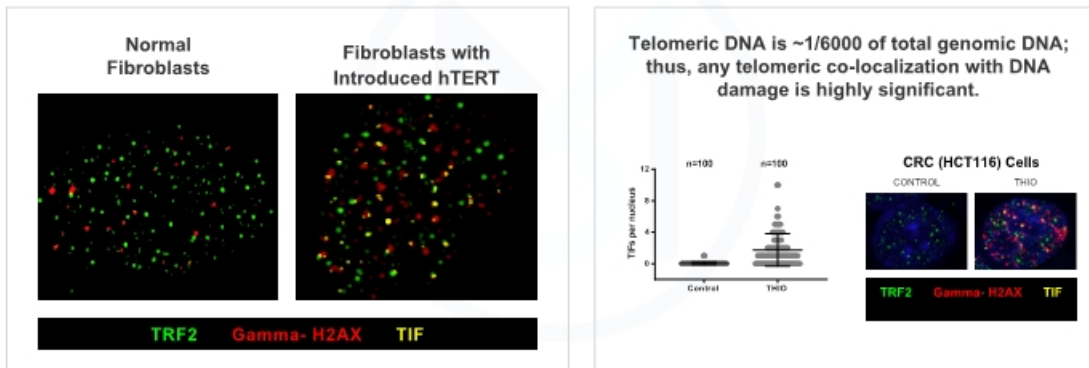 Normal
Fibroblasts
Fibroblasts with
Introduced hTERT
TRF2 Gamma- H2AX TIF
Telomeric DNA is ~1/6000 of total genomic DNA;
thus, any telomeric co-localization with DNA
damage is highly significant.
n=100 n=100
12
8
4
0
TIFs per nucleus
Control THIO
CRC (HCT116) Cells
CONTROL THIO
TRF2 Gamma- H2AX TIF